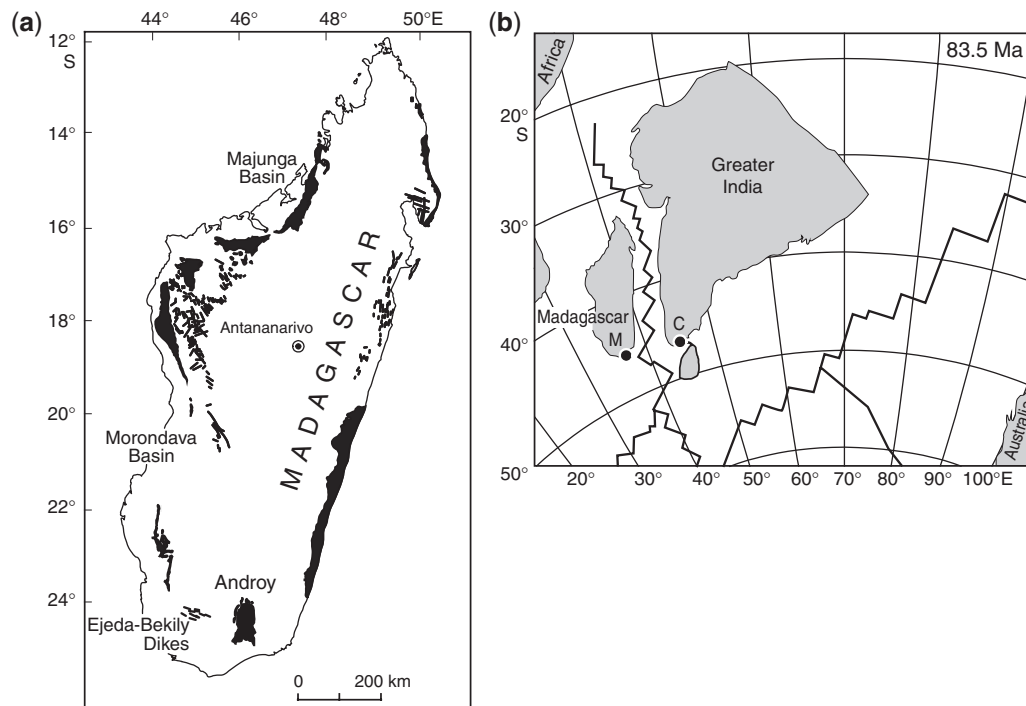 (a)
44° 46° 48° 50°E
12°
S
14°
16°
18°
20°
22°
24°
Majunga
Basin
MADAGASCAR
Antananarivo
Morondava
Basin
Androy
Ejeda-Bekily
Dikes
0 200 km
(b)
83.5 Ma
Africa
20°
S
30°
40°
50°
Greater
India
Madagascar
M
C
Australia
20° 30° 40° 50° 60° 70° 80° 90° 100°E